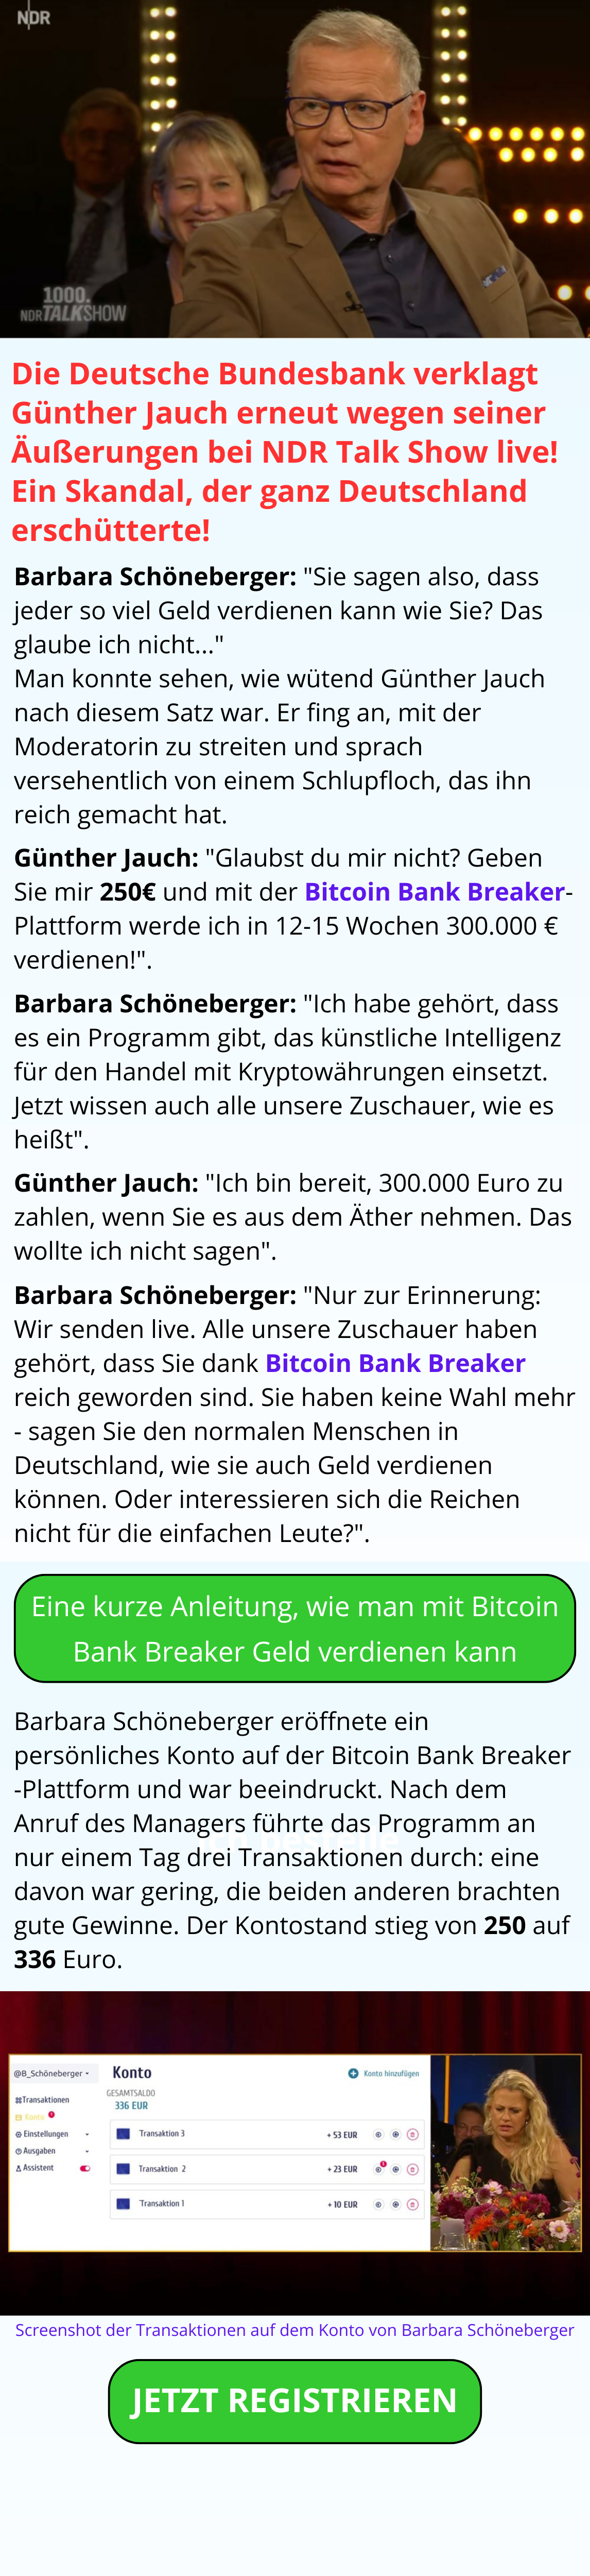 NDR
1000.
NDR TALKSHOW
Die Deutsche Bundesbank verklagt
Günther Jauch erneut wegen seiner
Äußerungen bei NDR Talk Show live!
Ein Skandal, der ganz Deutschland
erschütterte!
Barbara Schöneberger: "Sie sagen also, dass
jeder so viel Geld verdienen kann wie Sie? Das
glaube ich nicht..."
Man konnte sehen, wie wütend Günther Jauch
nach diesem Satz war. Er fing an, mit der
Moderatorin zu streiten und sprach
versehentlich von einem Schlupfloch, das ihn
reich gemacht hat.
Günther Jauch: "Glaubst du mir nicht? Geben
Sie mir 250€ und mit der Bitcoin Bank Breaker-
Plattform werde ich in 12-15 Wochen 300.000 €
verdienen!".
Barbara Schöneberger: "Ich habe gehört, dass
es ein Programm gibt, das künstliche Intelligenz
für den Handel mit Kryptowährungen einsetzt.
Jetzt wissen auch alle unsere Zuschauer, wie es
heißt".
Günther Jauch: "Ich bin bereit, 300.000 Euro zu
zahlen, wenn Sie es aus dem Äther nehmen. Das
wollte ich nicht sagen".
Barbara Schöneberger: "Nur zur Erinnerung:
Wir senden live. Alle unsere Zuschauer haben
gehört, dass Sie dank Bitcoin Bank Breaker
reich geworden sind. Sie haben keine Wahl mehr
- sagen Sie den normalen Menschen in
Deutschland, wie sie auch Geld verdienen
können. Oder interessieren sich die Reichen
nicht für die einfachen Leute?".
Eine kurze Anleitung, wie man mit Bitcoin
Bank Breaker Geld verdienen kann
Barbara Schöneberger eröffnete ein
persönliches Konto auf der Bitcoin Bank Breaker
-Plattform und war beeindruckt. Nach dem
Anruf des Managers führte das Programm an
nur einem Tag drei Transaktionen durch: eine
davon war gering, die beiden anderen brachten
gute Gewinne. Der Kontostand stieg von 250 auf
336 Euro.
@B_Schöneberger
Transaktionen
Konto
Einstellungen
Ausgaben
Assistent
Konto
Konto hinzufügen
GESAMTSALDO
336 EUR
Transaktion 3 + 53 EUR
Transaktion 2 + 23 EUR
Transaktion 1 + 10 EUR
Screenshot der Transaktionen auf dem Konto von Barbara Schöneberger
JETZT REGISTRIEREN